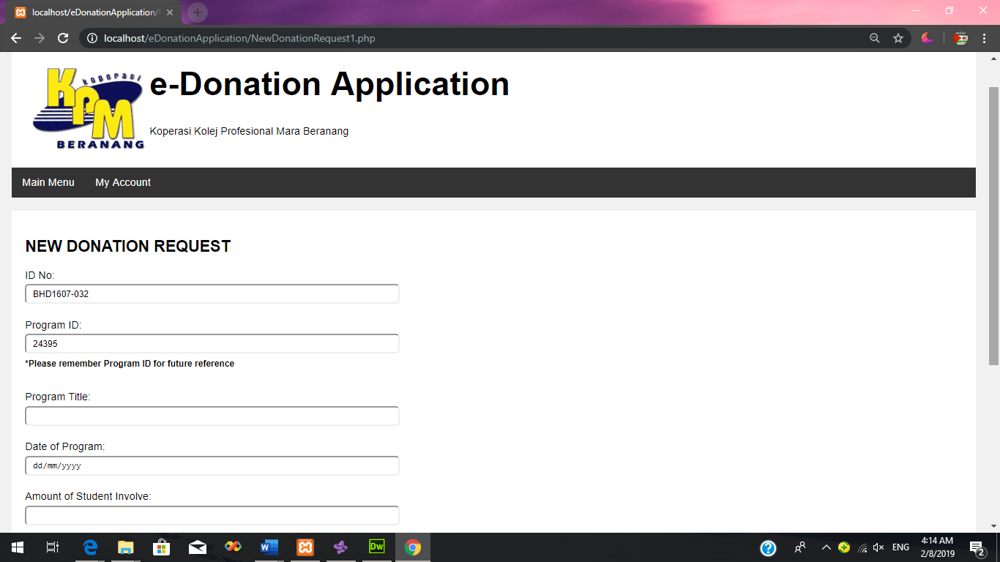 localhost/eDonationApplication/
localhost/eDonationApplication/NewDonationRequest1.php
koperasi
KPM
BERANANG
e-Donation Application
Koperasi Kolej Profesional Mara Beranang
Main Menu
My Account
NEW DONATION REQUEST
ID No:
BHD1607-032
Program ID:
24395
*Please remember Program ID for future reference
Program Title:
Date of Program:
dd/mm/yyyy
Amount of Student Involve:
W
Dw
ENG
4:14 AM
2/8/2019
2